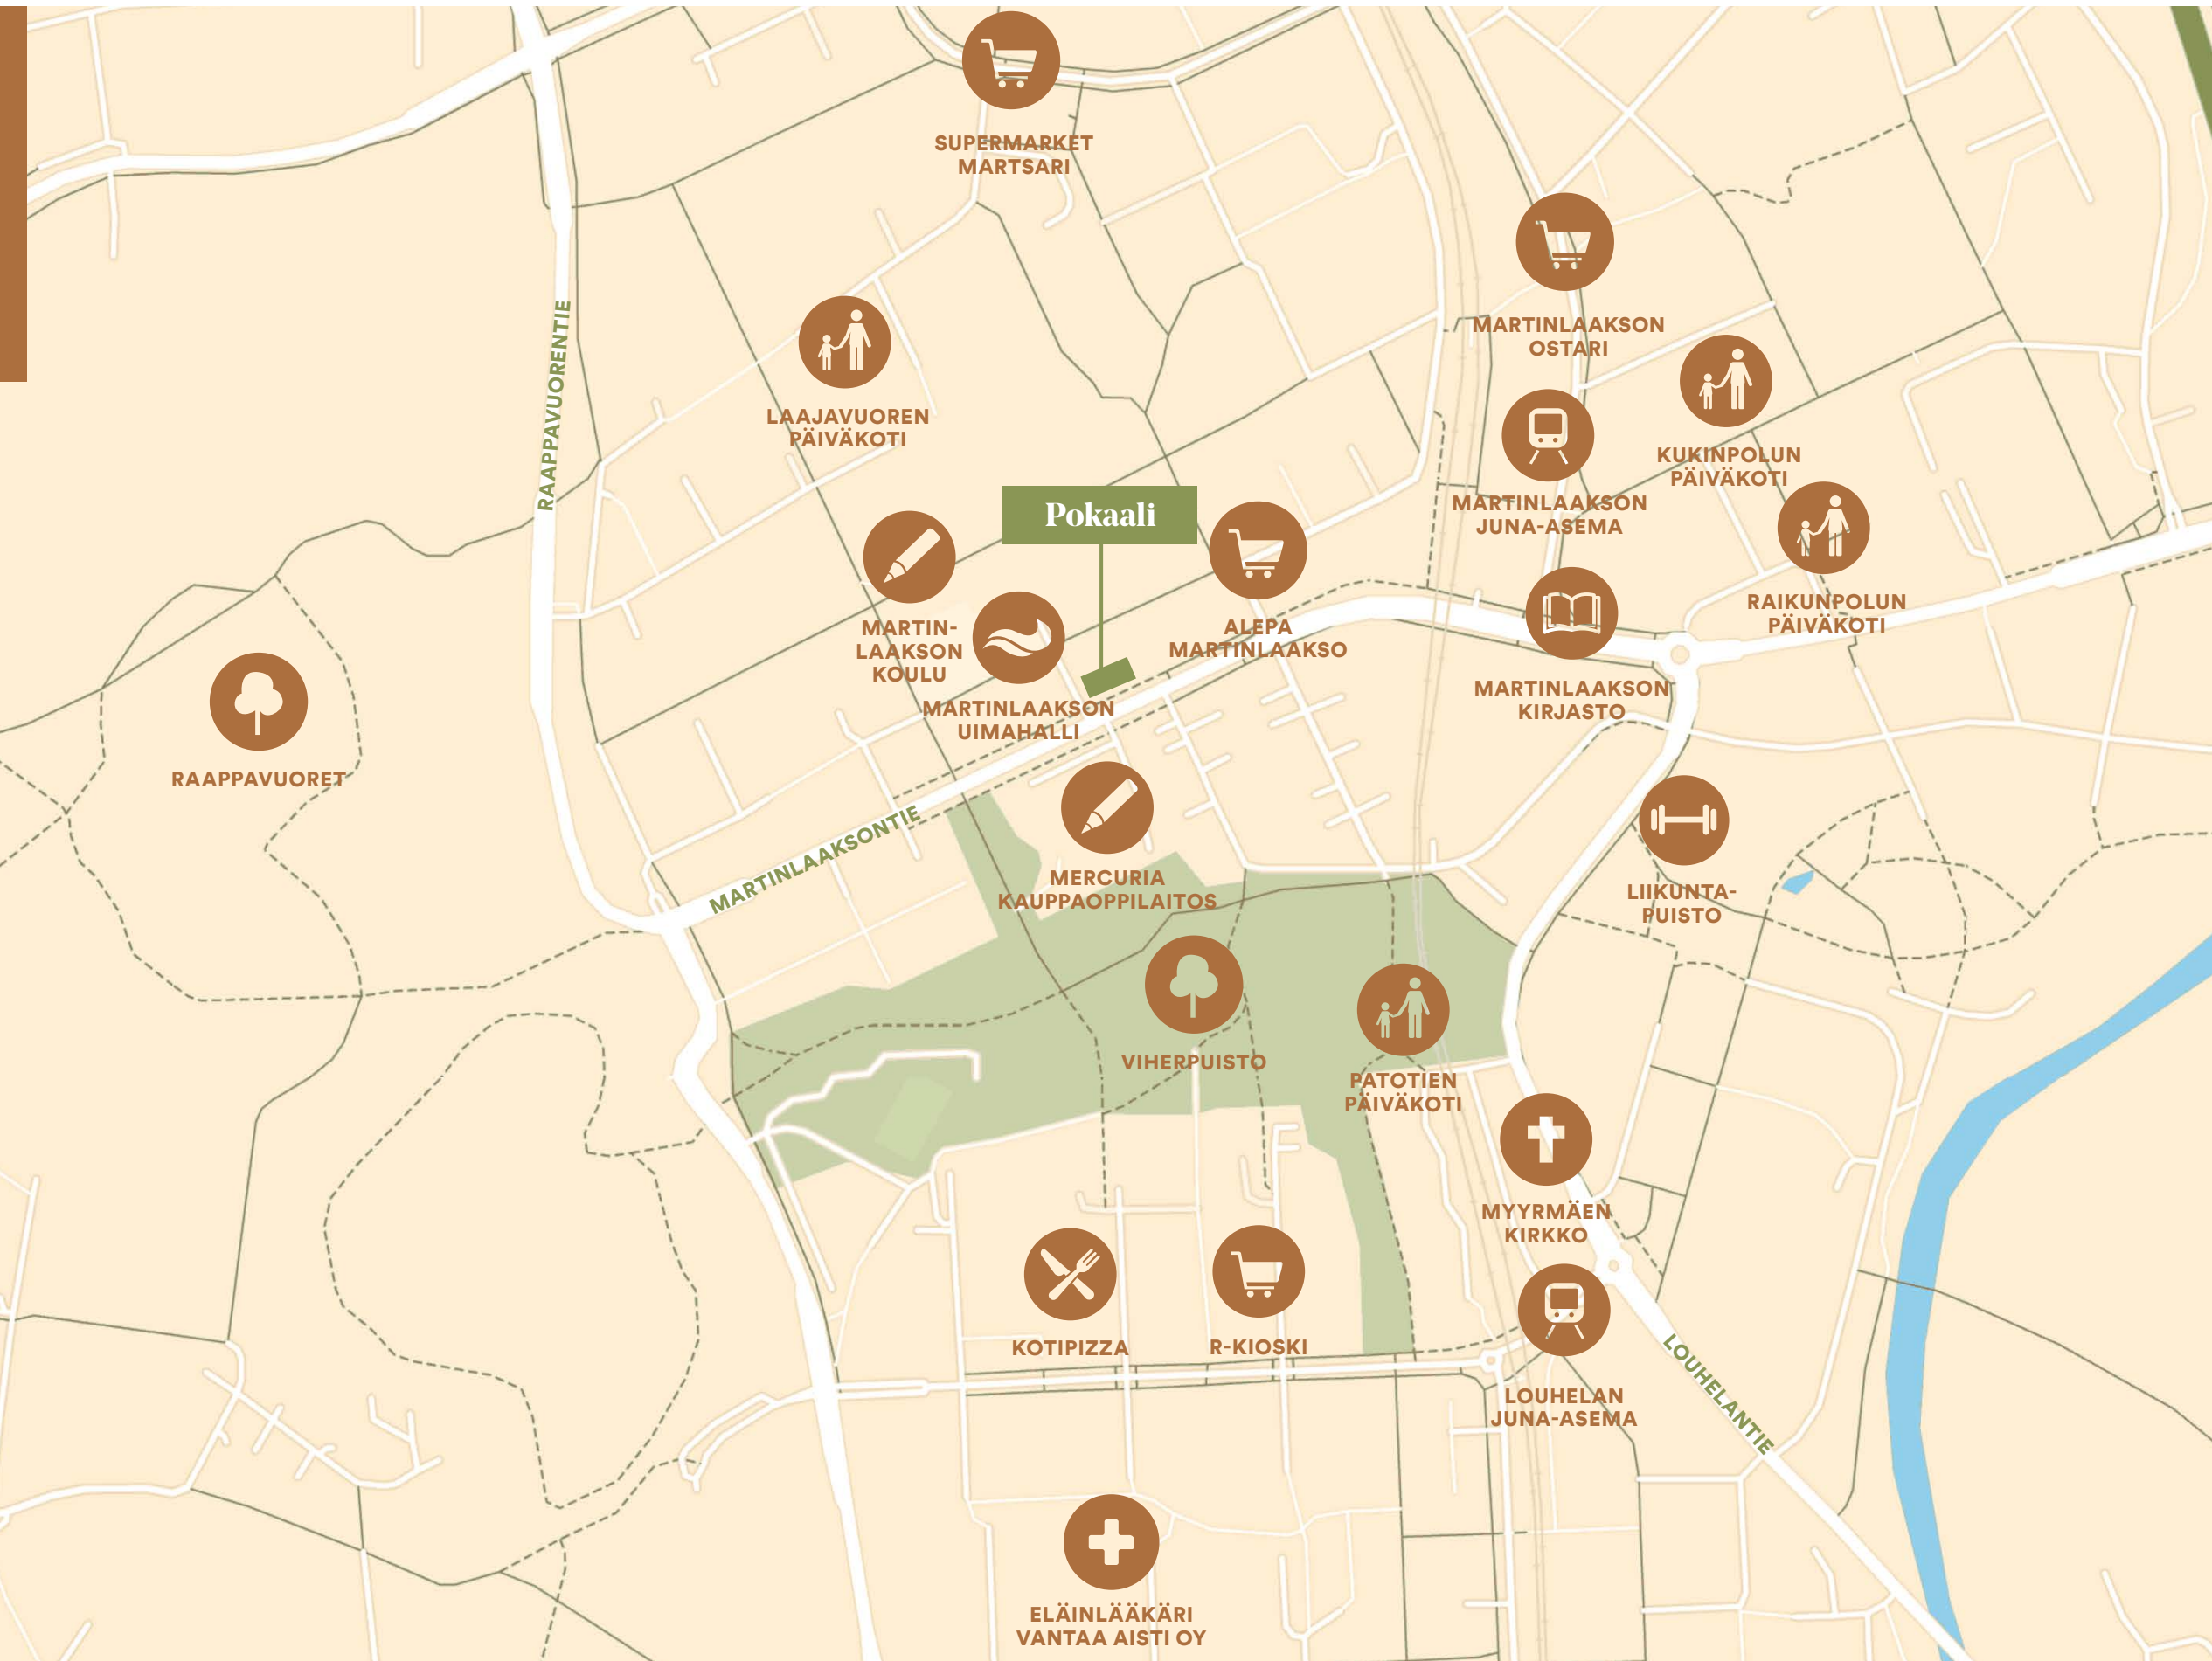 SUPERMARKET
MARTSARI
MARTINLAAKSON
OSTARI
RAAPPAVUORENTIE
LAAJAVUOREN
PÄIVÄKOTI
KUKINPOLUN
PÄIVÄKOTI
MARTINLAAKSON
JUNA-ASEMA
Pokaali
RAIKUNPOLUN
PÄIVÄKOTI
MARTIN-
LAAKSON
KOULU
ALEPA
MARTINLAAKSO
MARTINLAAKSON
KIRJASTO
MARTINLAAKSON
UIMAHALLI
RAAPPAVUORET
MARTINLAAKSONTIE
MERCURIA
KAUPPAOPPILAITOS
LIIKUNTA-
PUISTO
VIHERPUISTO
PATOTIEN
PÄIVÄKOTI
MYYRMÄEN
KIRKKO
KOTIPIZZA
R-KIOSKI
LOUHELANTIE
LOUHELAN
JUNA-ASEMA
ELÄINLÄÄKÄRI
VANTAA AISTI OY